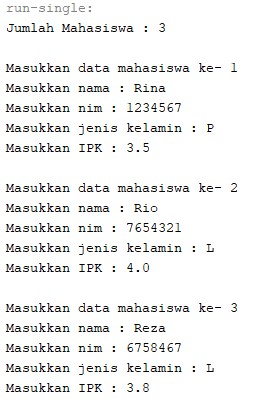 run-single:
Jumlah Mahasiswa : 3
Masukkan data mahasiswa ke- 1
Masukkan nama : Rina
Masukkan nim : 1234567
Masukkan jenis kelamin : P
Masukkan IPK : 3.5
Masukkan data mahasiswa ke- 2
Masukkan nama : Rio
Masukkan nim : 7654321
Masukkan jenis kelamin : L
Masukkan IPK : 4.0
Masukkan data mahasiswa ke- 3
Masukkan nama : Reza
Masukkan nim : 6758467
Masukkan jenis kelamin : L
Masukkan IPK : 3.8